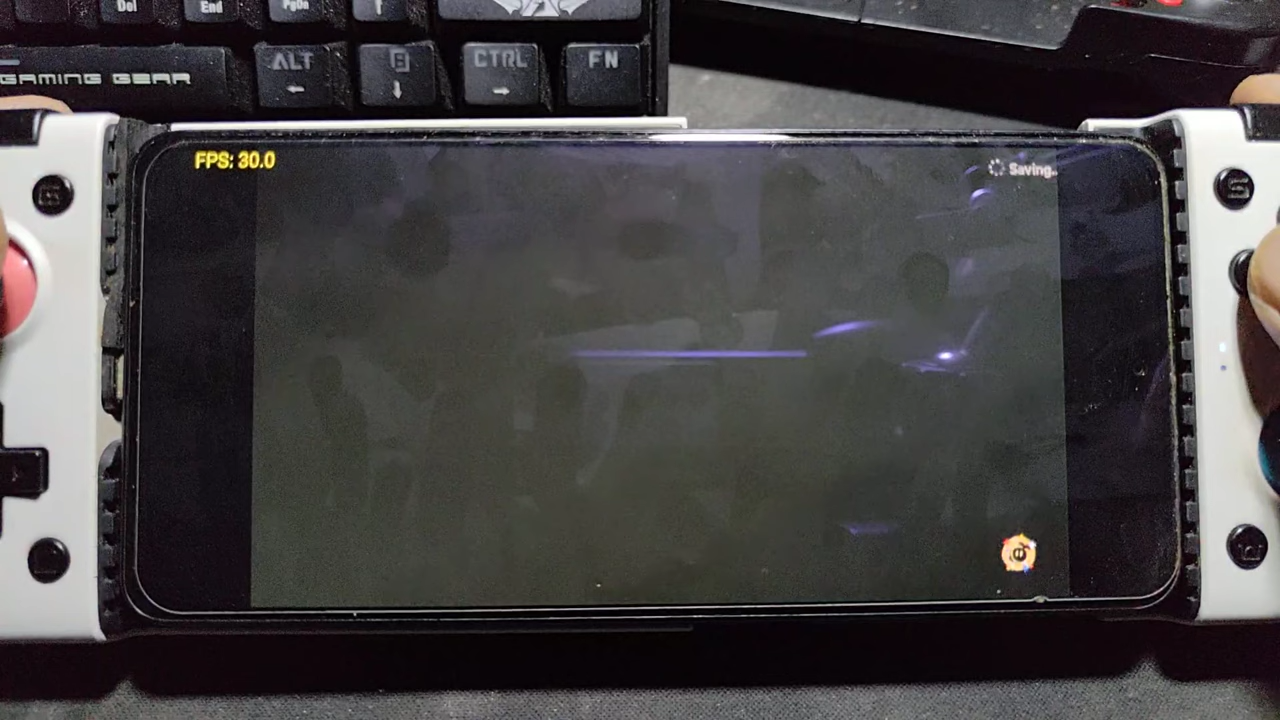 Del
End
PgDn
GAMING GEAR
ALT
B
CTRL
FN
FPS: 30.0
Saving..
S